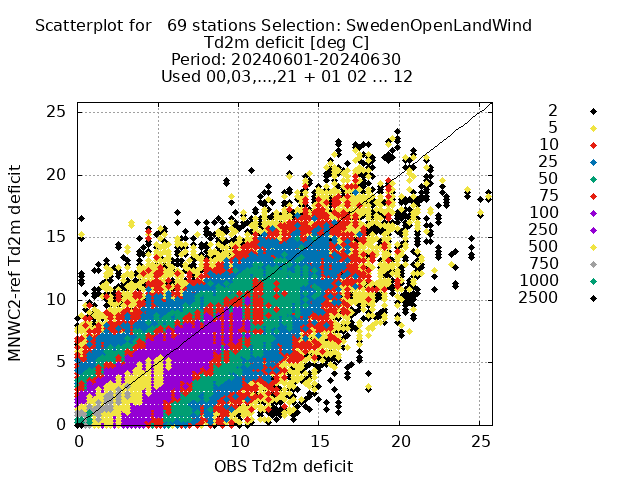 Scatterplot for   69 stations Selection: SwedenOpenLandWind
Td2m deficit [deg C]
Period: 20240601-20240630
Used 00,03,...,21 + 01 02 ... 12
MNWC2-ref Td2m deficit
25
20
15
10
5
0
0 5 10 15 20 25
OBS Td2m deficit
2
5
10
25
50
75
100
250
500
750
1000
2500